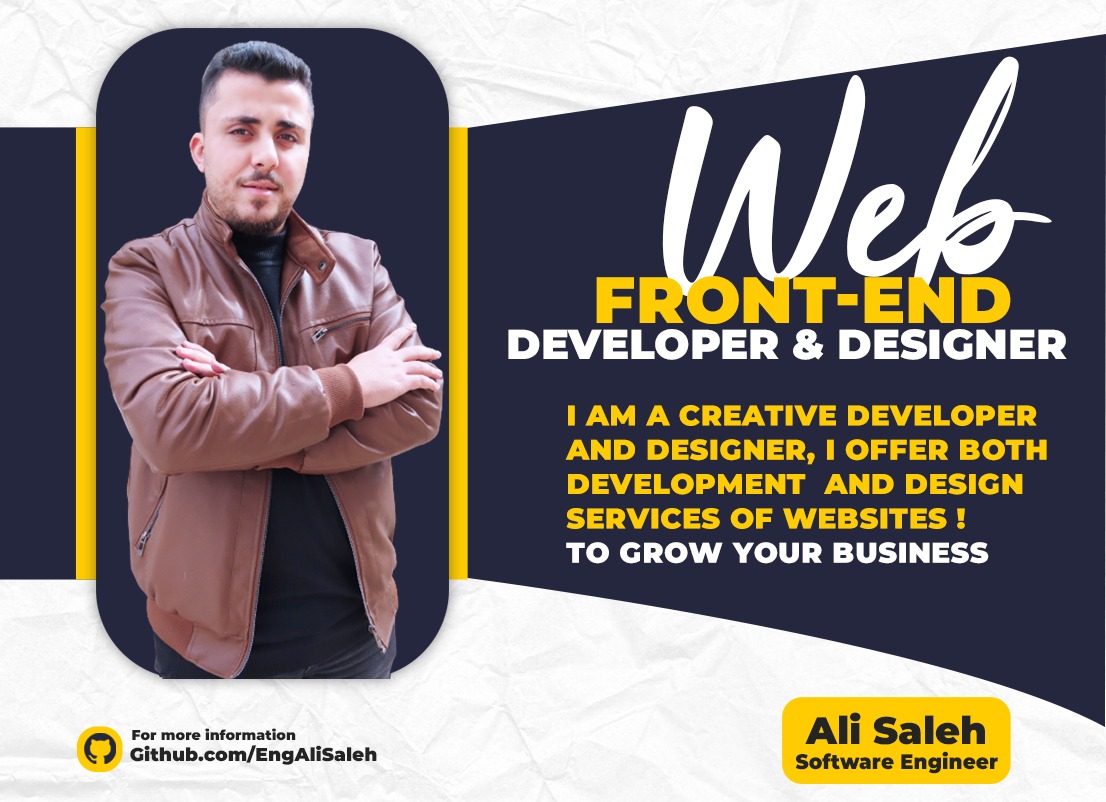 Web
FRONT-END
DEVELOPER & DESIGNER
I AM A CREATIVE DEVELOPER
AND DESIGNER, I OFFER BOTH
DEVELOPMENT  AND DESIGN
SERVICES OF WEBSITES !
TO GROW YOUR BUSINESS
For more information
Github.com/EngAliSaleh
Ali Saleh
Software Engineer